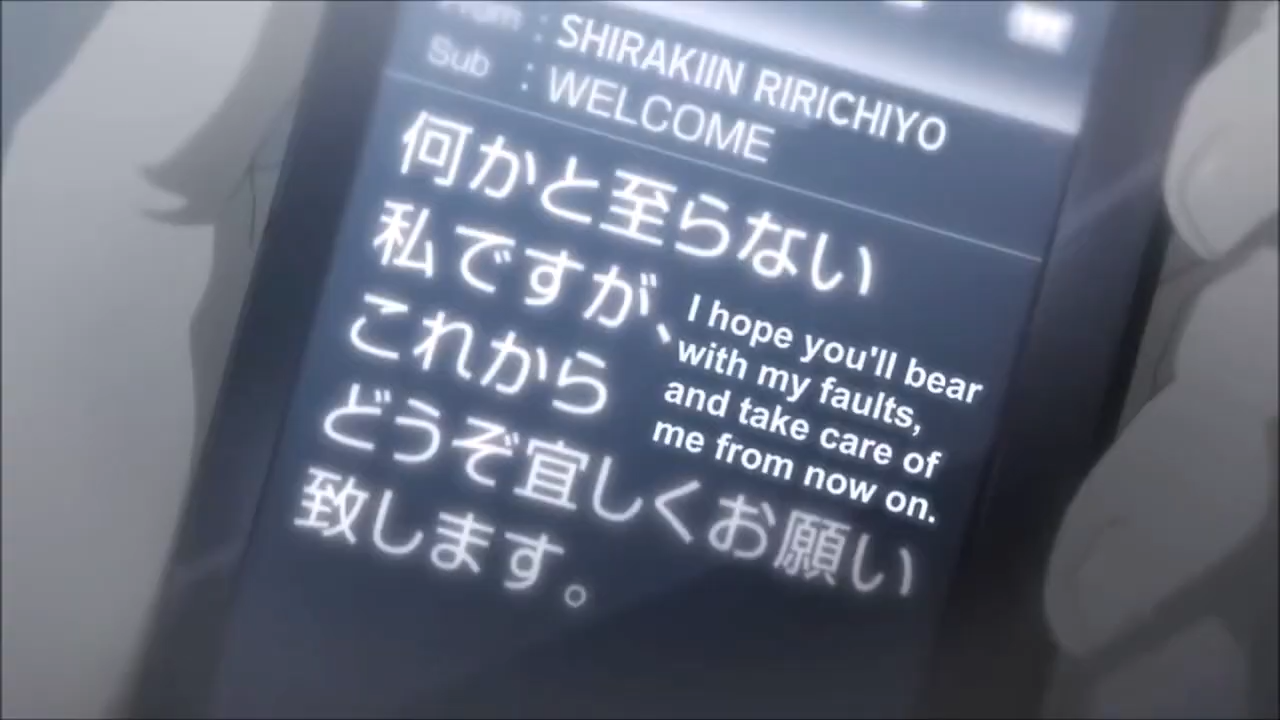 From : SHIRAKIIN RIRICHIYO
Sub : WELCOME
何かと至らない
私ですが、
これから
どうぞ宜しくお願い
致します。
I hope you'll bear
with my faults,
and take care of
me from now on.